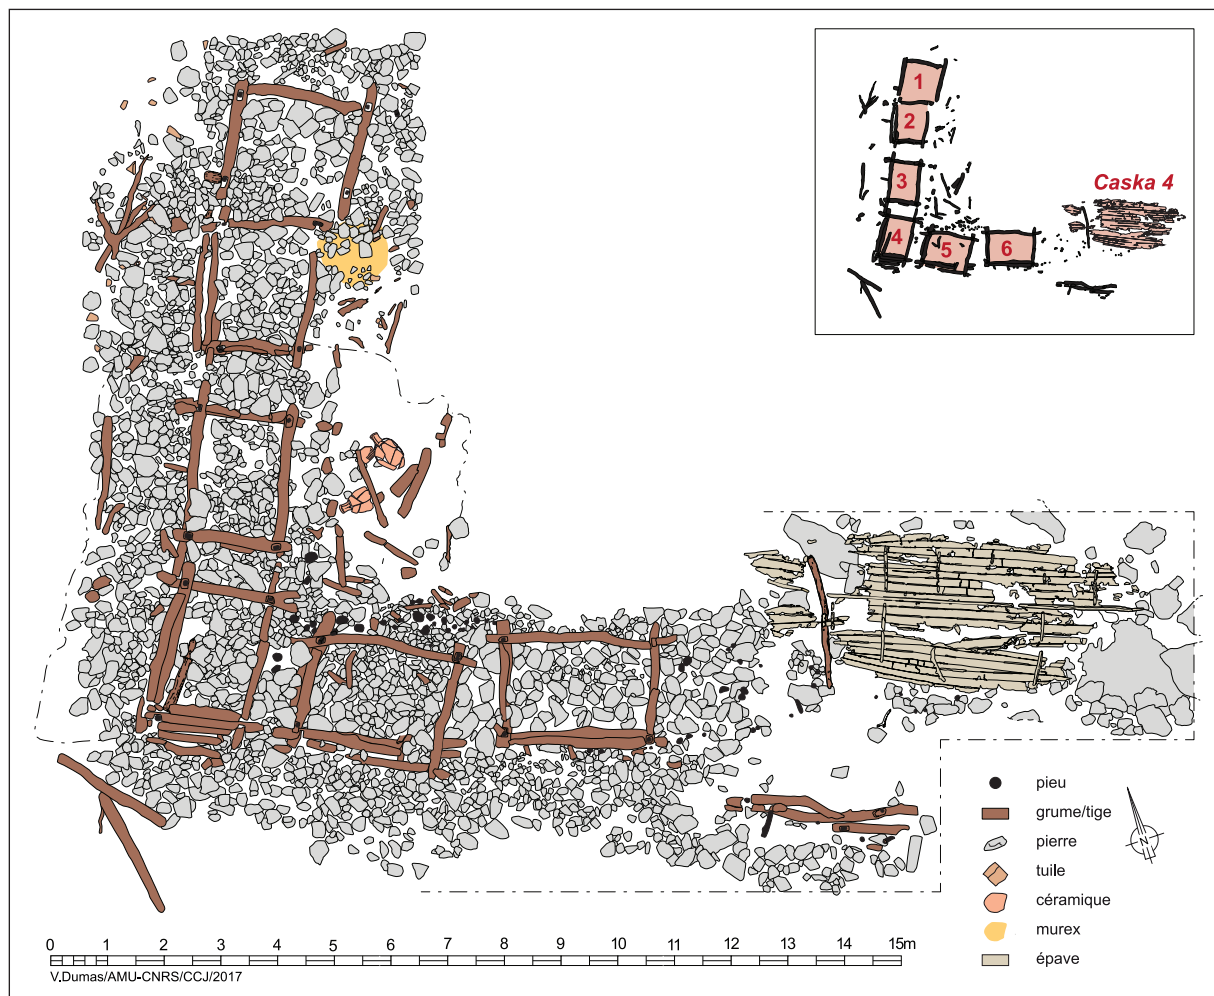 1
2
3
4
5
6
Caska 4
pieu
grume/tige
pierre
N
tuile
céramique
murex
épave
0 1 2 3 4 5 6 7 8 9 10 11 12 13 14 15m
V.Dumas/AMU-CNRS/CCJ/2017